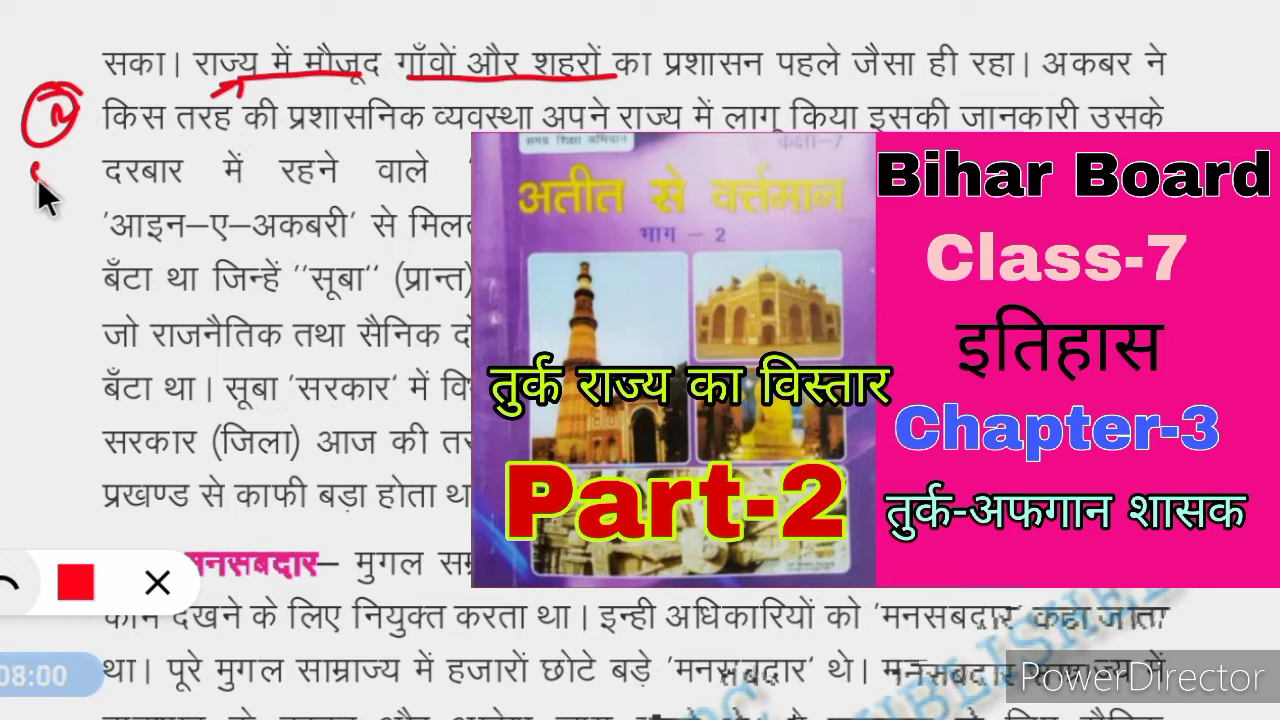 सका। राज्य में मौजूद गाँवों और शहरों का प्रशासन पहले जैसा ही रहा। अकबर ने
किस तरह की प्रशासनिक व्यवस्था अपने राज्य में लागू किया इसकी जानकारी उसके
दरबार में रहने वाले
'आइन–ए–अकबरी' से
बँटा था जिन्हें ''सूबा'' (प्रान्त)
जो राजनैतिक तथा सैनिक
बँटा था। सूबा 'सरकार' में
सरकार (जिला) आज की
प्रखण्ड से काफी बड़ा होता था
मनसबदार– मुगल
देखने के लिए नियुक्त करता था। इन्ही अधिकारियों को 'मनसबदार' कहा जाता
था। पूरे मुगल साम्राज्य में हजारों छोटे बड़े 'मनसबदार' थे। मनसबदार
08:00
समग्र शिक्षा अभियान
कक्षा–7
अतीत से वर्त्तमान
भाग – 2
तुर्क राज्य का विस्तार
Part-2
Bihar Board
Class-7
इतिहास
Chapter-3
तुर्क-अफगान शासक
PowerDirector